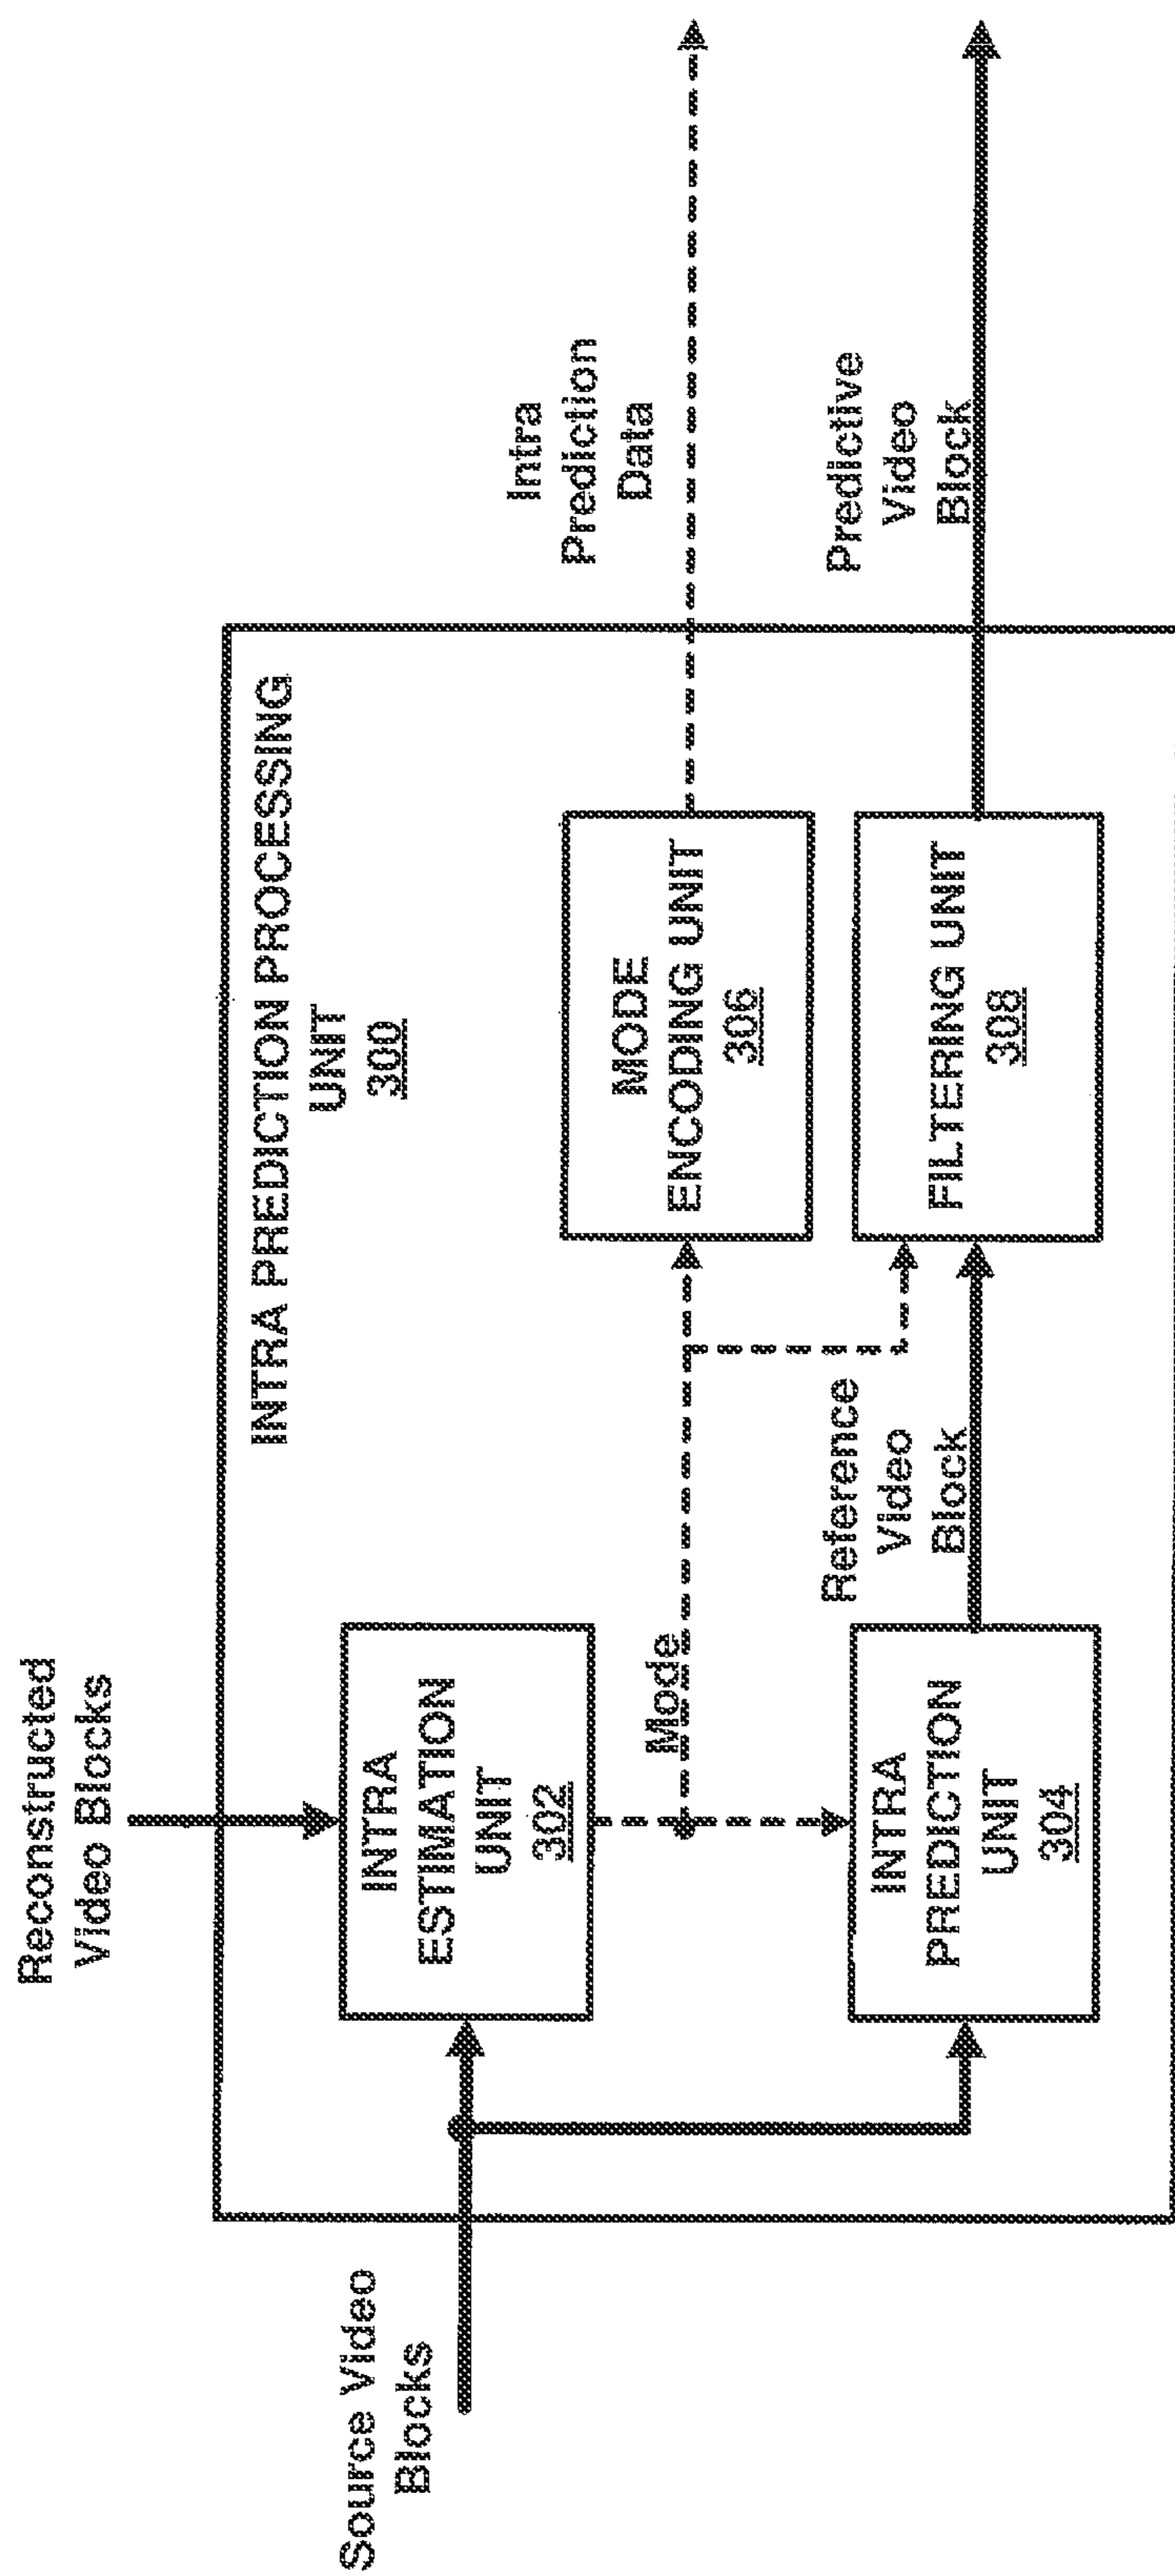 Reconstructed
Video Blocks
Source Video
Blocks
INTRA PREDICTION PROCESSING
UNIT
300
INTRA
ESTIMATION
UNIT
302
Mode
MODE
ENCODING UNIT
306
Intra
Prediction
Data
INTRA
PREDICTION
UNIT
304
Reference
Video
Block
FILTERING UNIT
308
Predictive
Video
Block